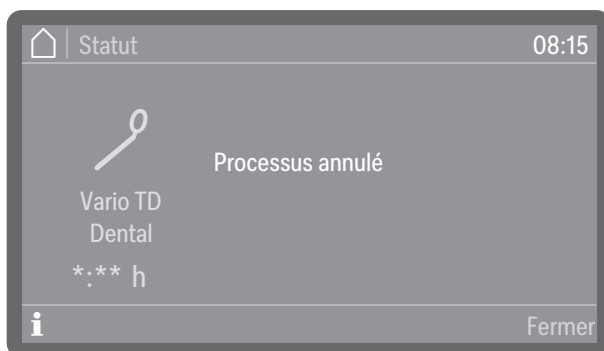 Statut 08:15
Processus annulé
Vario TD
Dental
*:** h
i Fermer